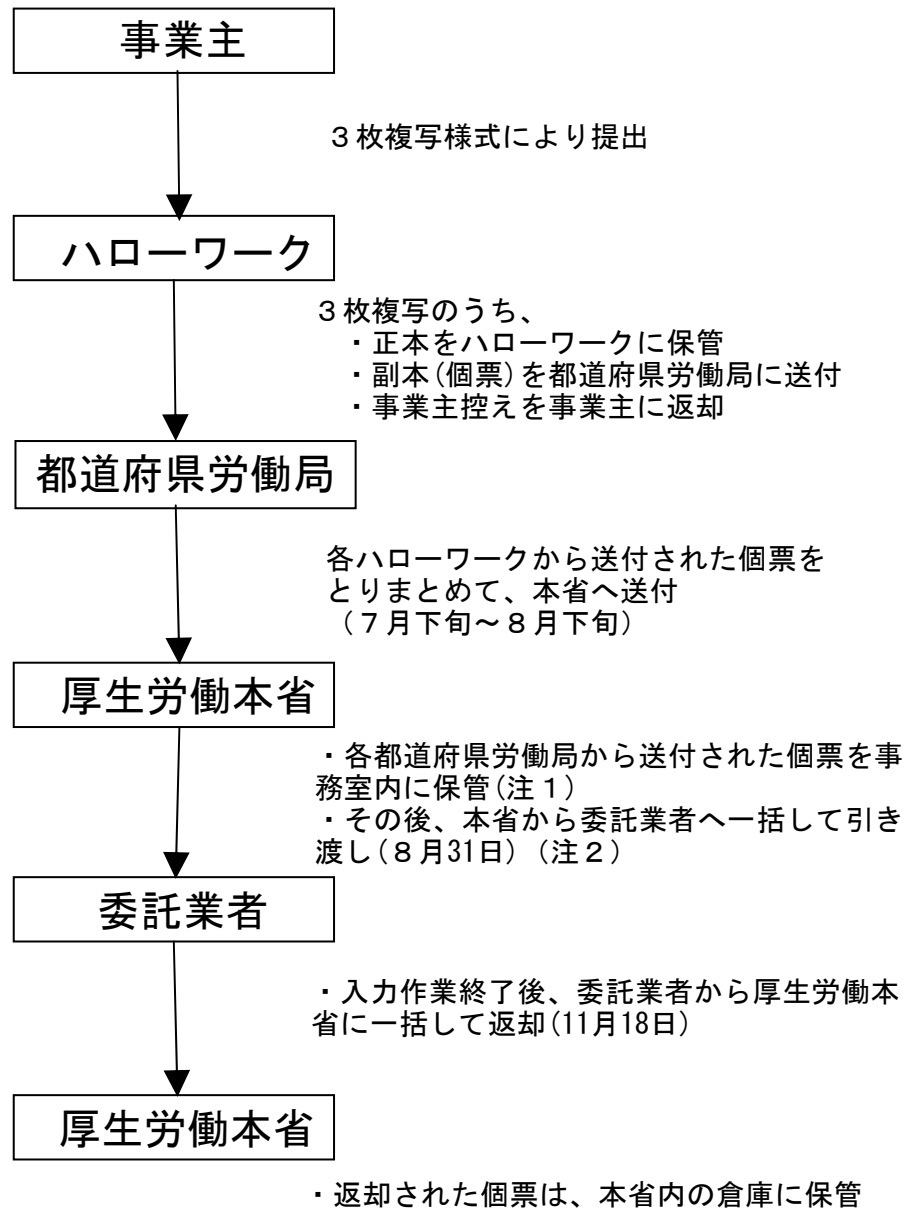 事業主
3枚複写様式により提出
ハローワーク
3枚複写のうち、
・正本をハローワークに保管
・副本(個票)を都道府県労働局に送付
・事業主控えを事業主に返却
都道府県労働局
各ハローワークから送付された個票を
とりまとめて、本省へ送付
(7月下旬～8月下旬)
厚生労働本省
・各都道府県労働局から送付された個票を事
務室内に保管(注1)
・その後、本省から委託業者へ一括して引き
渡し(8月31日)(注2)
委託業者
・入力作業終了後、委託業者から厚生労働本
省に一括して返却(11月18日)
厚生労働本省
・返却された個票は、本省内の倉庫に保管